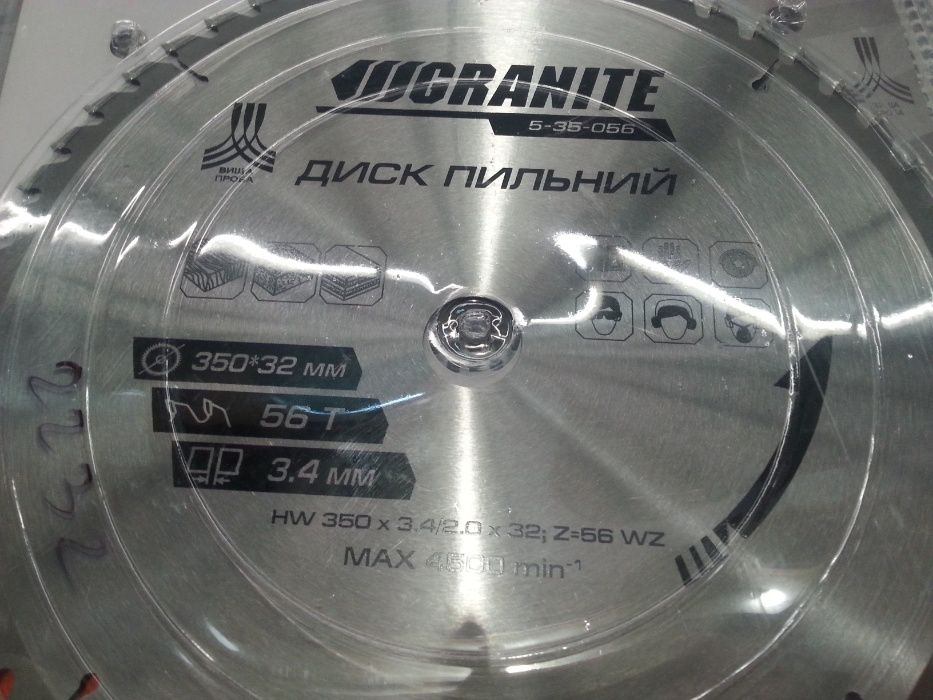 GRANITE
5-35-056
ВИЩА
ПРОБА
ДИСК ПИЛЬНИЙ
350*32 мм
56 Т
3.4 мм
HW 350 x 3.4/2.0 x 32; Z=56 WZ
MAX 4500 min-1
2232